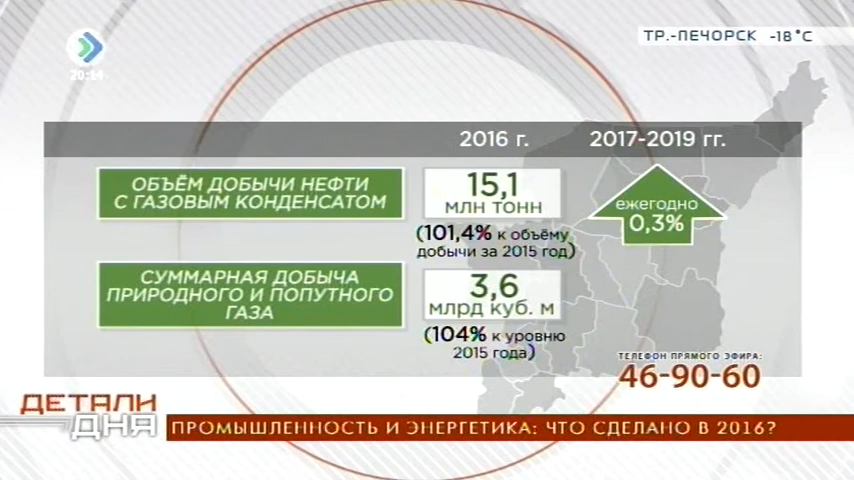 ТР.-ПЕЧОРСК -18°C
20:14
2016 г. 2017-2019 гг.
ОБЪЁМ ДОБЫЧИ НЕФТИ
С ГАЗОВЫМ КОНДЕНСАТОМ
15,1
МЛН ТОНН
(101,4% к объёму
добычи за 2015 год)
ежегодно
0,3%
СУММАРНАЯ ДОБЫЧА
ПРИРОДНОГО И ПОПУТНОГО
ГАЗА
3,6
МЛРД КУБ. М
(104% к уровню
2015 года)
ТЕЛЕФОН ПРЯМОГО ЭФИРА:
46-90-60
ДЕТАЛИ
ДНЯ
ПРОМЫШЛЕННОСТЬ И ЭНЕРГЕТИКА: ЧТО СДЕЛАНО В 2016?